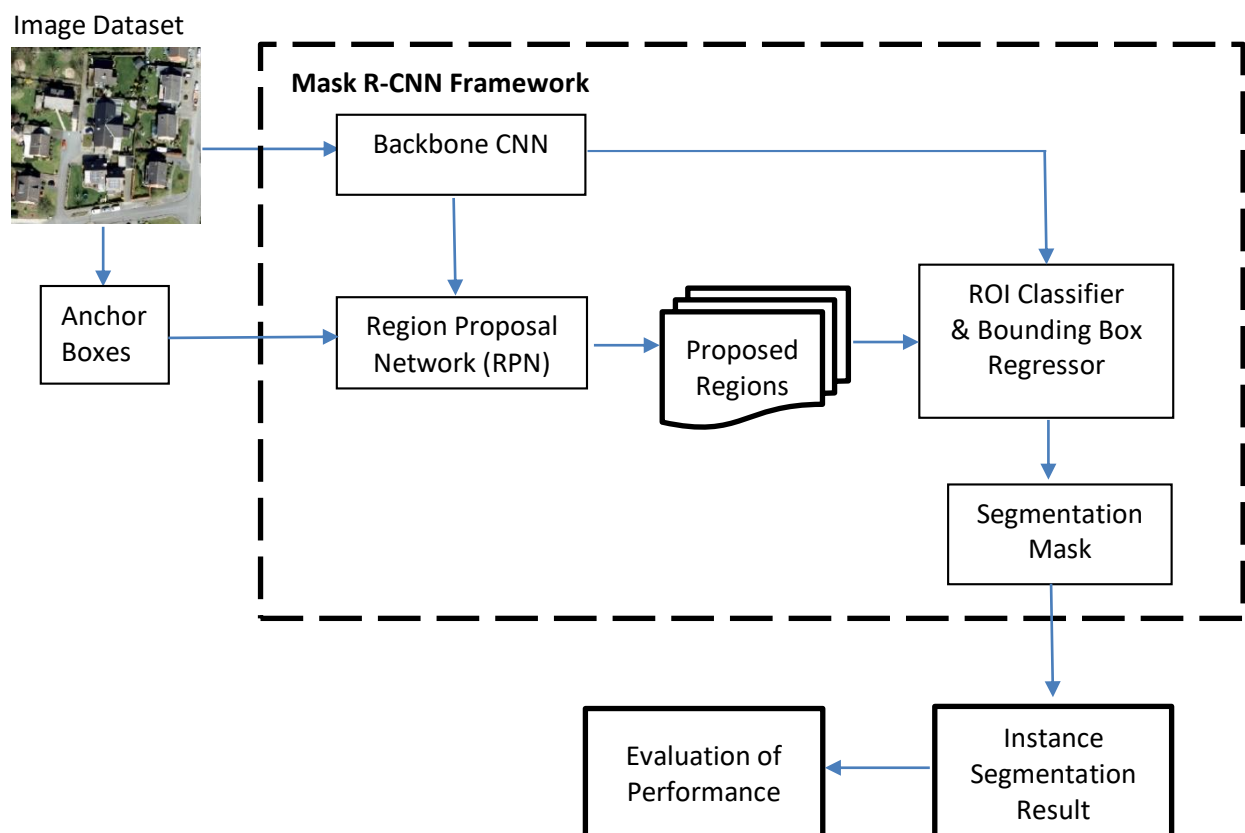 Image Dataset
Mask R-CNN Framework
Backbone CNN
Anchor
Boxes
Region Proposal
Network (RPN)
Proposed
Regions
ROI Classifier
& Bounding Box
Regressor
Segmentation
Mask
Evaluation of
Performance
Instance
Segmentation
Result